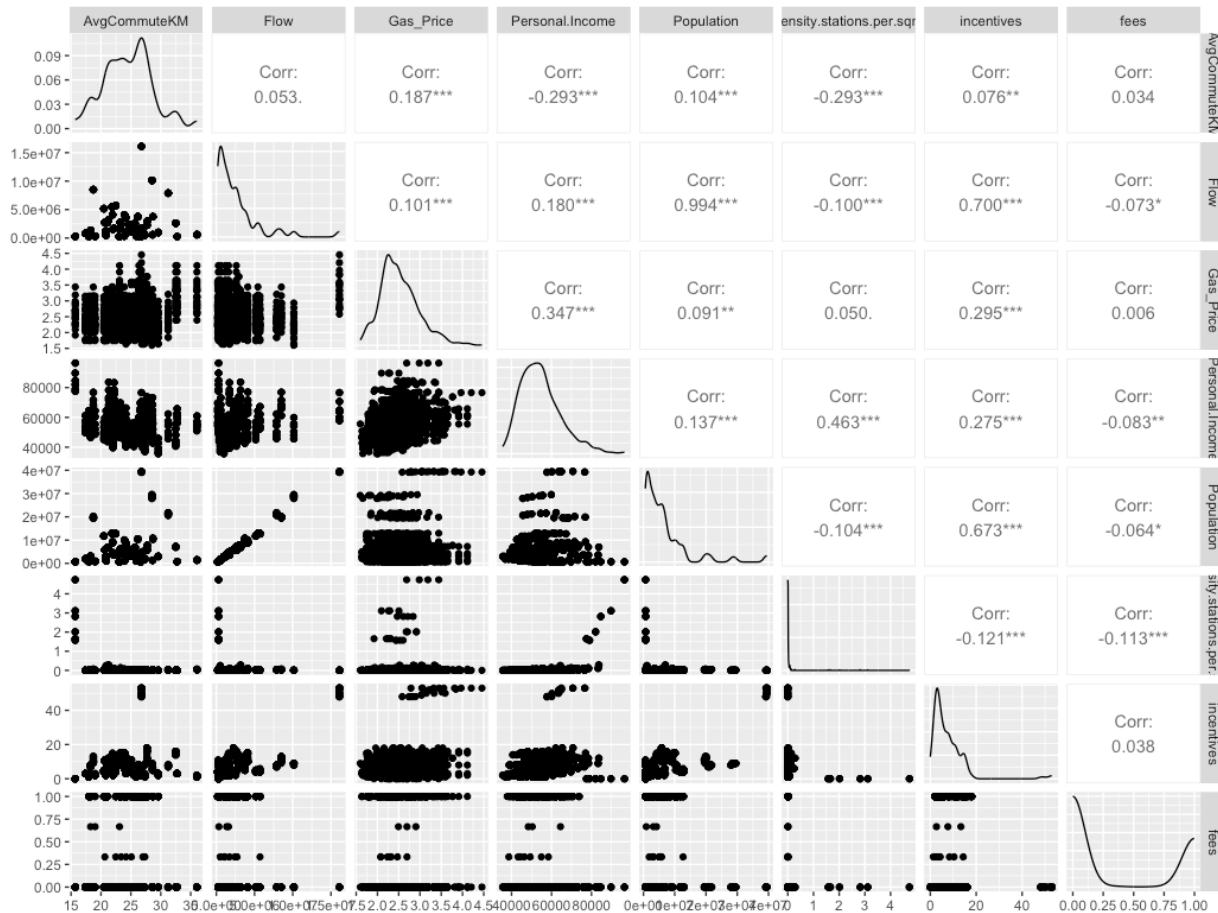 AvgCommuteKM Flow Gas_Price Personal.Income Population ensity.stations.per.sqr incentives fees
0.09
0.06
0.03
0.00
Corr: Corr: Corr: Corr: Corr: Corr: Corr:
0.053. 0.187*** -0.293*** 0.104*** -0.293*** 0.076** 0.034
AvgCommuteKM
1.5e+07
1.0e+07
5.0e+06
0.0e+00
Corr: Corr: Corr: Corr: Corr: Corr:
0.101*** 0.180*** 0.994*** -0.100*** 0.700*** -0.073*
Flow
4.5
4.0
3.5
3.0
2.5
2.0
1.5
Corr: Corr: Corr: Corr: Corr:
0.347*** 0.091** 0.050. 0.295*** 0.006
Gas_Price
80000
60000
40000
Corr: Corr: Corr: Corr:
0.137*** 0.463*** 0.275*** -0.083**
Personal.Income
4e+07
3e+07
2e+07
1e+07
0e+00
Corr: Corr: Corr:
-0.104*** 0.673*** -0.064*
Population
4
3
2
1
0
Corr: Corr:
-0.121*** -0.113***
sity.stations.per.
40
20
0
Corr:
0.038
incentives
1.00
0.75
0.50
0.25
0.00
fees
15 20 25 30 2.0 2.5 3.0 3.5 4.0 4.5 40000 60000 80000 0 1 2 3 4 0 20 40 0.00 0.25 0.50 0.75 1.00